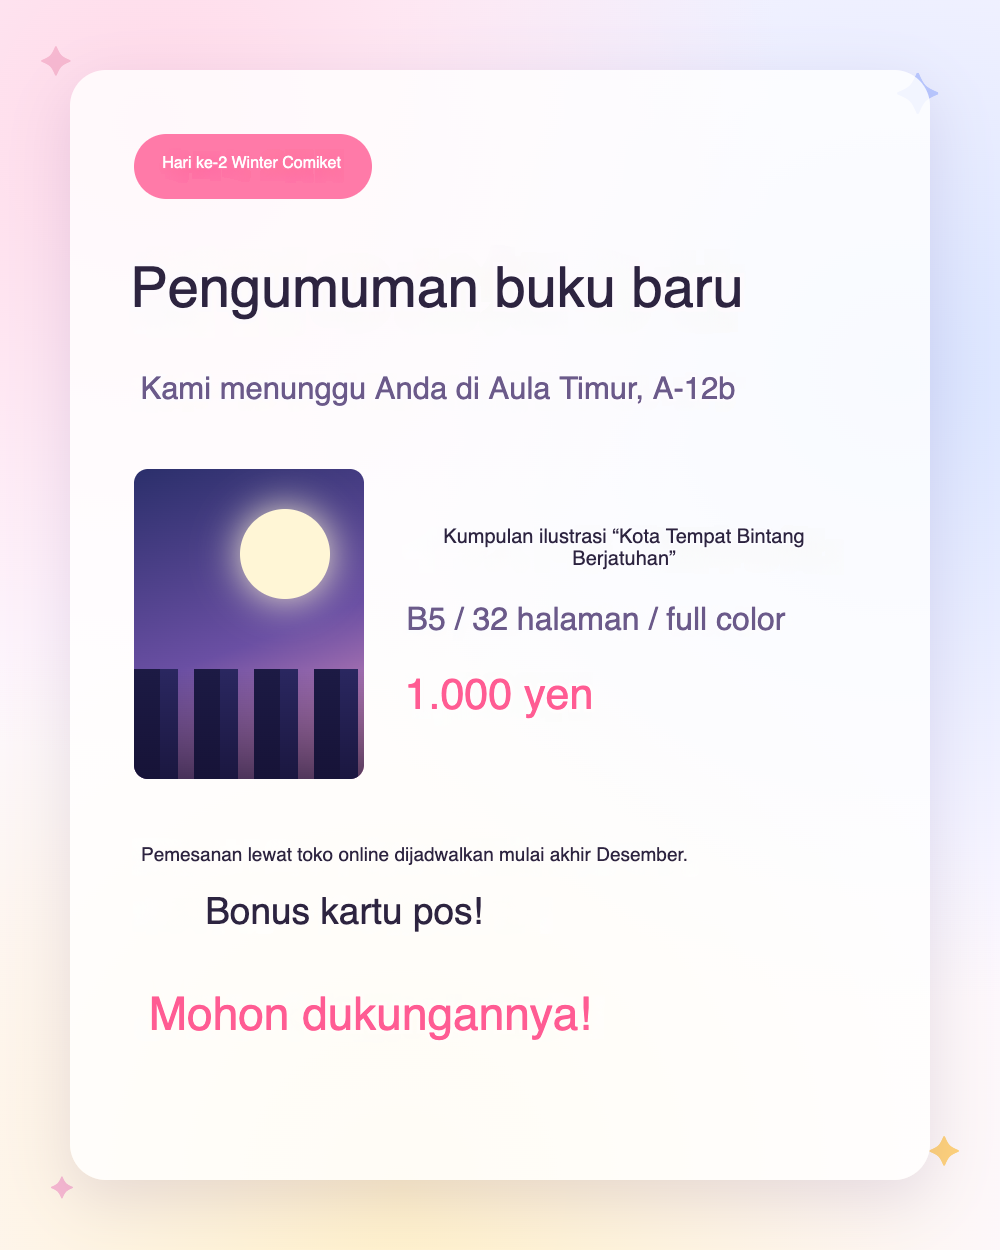 Hari ke-2 Winter Comiket
Pengumuman buku baru
Kami menunggu Anda di Aula Timur, A-12b
Kumpulan ilustrasi “Kota Tempat Bintang
Berjatuhan”
B5 / 32 halaman / full color
1.000 yen
Pemesanan lewat toko online dijadwalkan mulai akhir Desember.
Bonus kartu pos!
Mohon dukungannya!